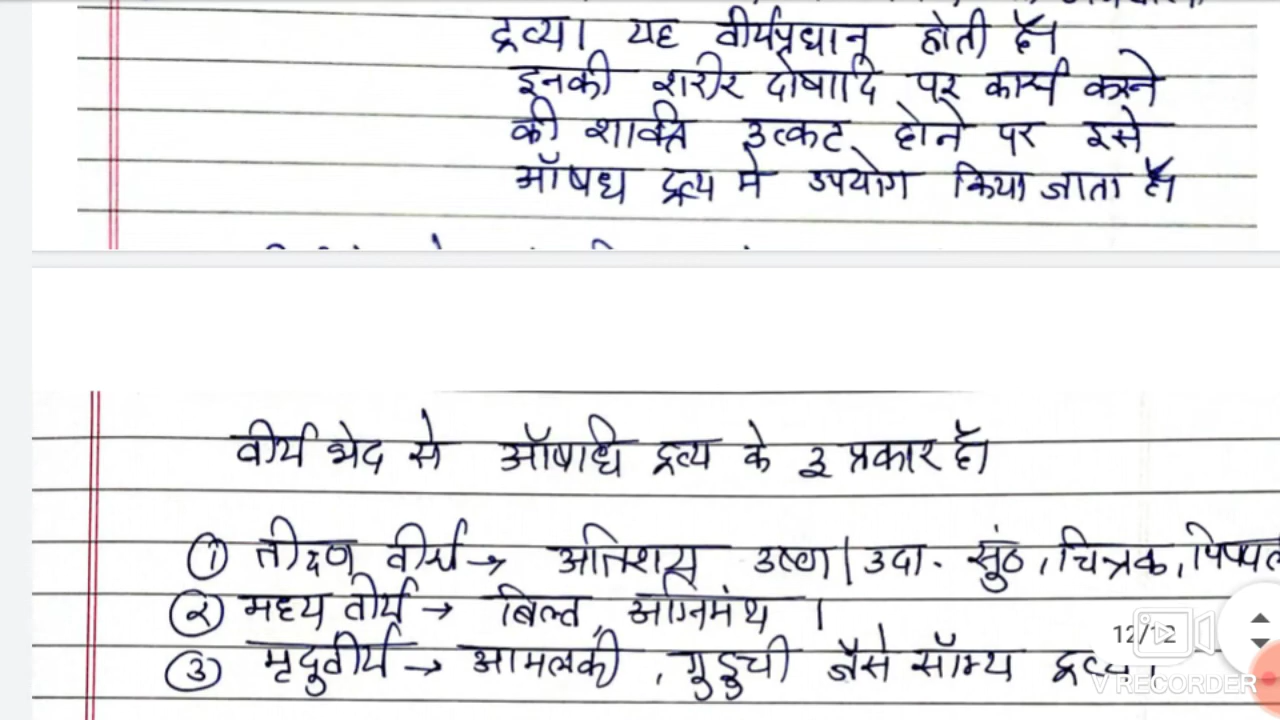 द्रव्य। यह वीर्यप्रधान होती है।
इनकी शरीर दोषादि पर कार्य करने
की शक्ति उत्कट होने पर इसे
औषध द्रव्य मे उपयोग किया जाता है।
वीर्य भेद से औषधि द्रव्य के ३ प्रकार है।
① तीक्ष्ण वीर्य → अतिशय उष्ण। उदा. सुंठ, चित्रक, पिप्पल
② मध्य वीर्य → बिल्व, अग्निमंथ ।
③ मृदुवीर्य → आमलकी, गुडुची जैसे सौम्य द्रव्य।
12/12
V RECORDER